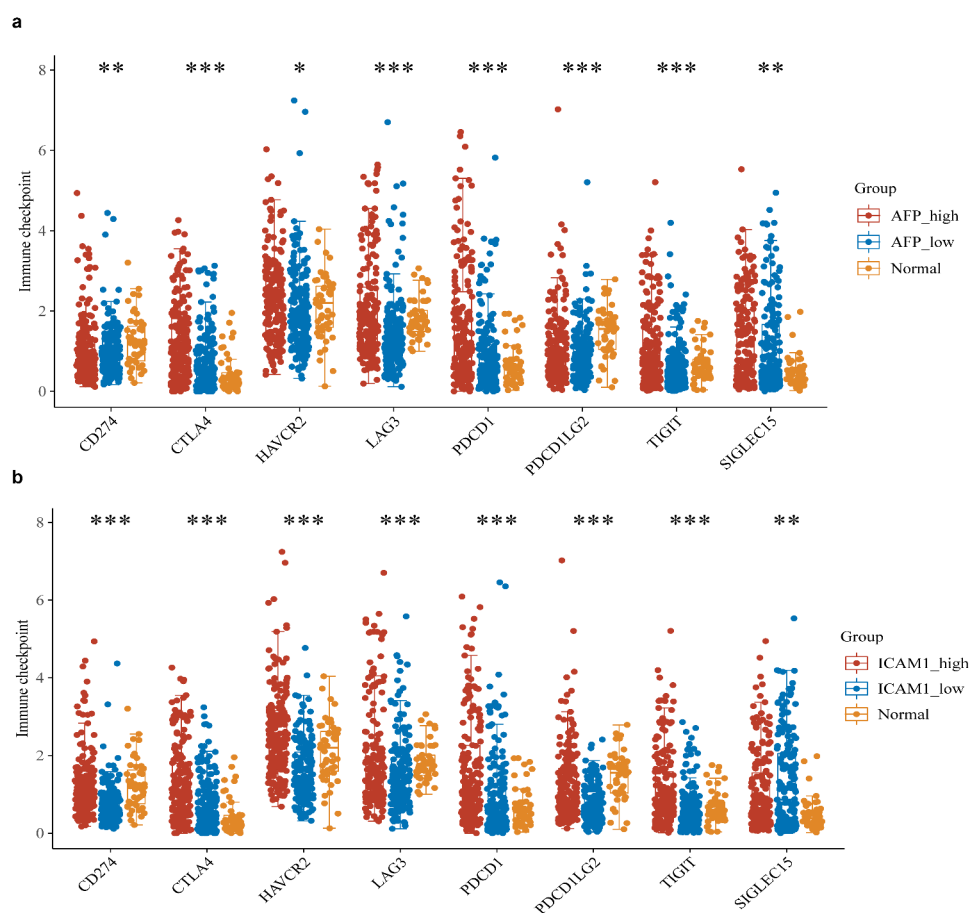 a
8
6
4
2
0
Immune checkpoint
** *** * *** *** *** *** **
CD274 CTLA4 HAVCR2 LAG3 PDCD1 PDCD1LG2 TIGIT SIGLEC15
Group
AFP_high
AFP_low
Normal
b
8
6
4
2
0
Immune checkpoint
*** *** *** *** *** *** *** **
CD274 CTLA4 HAVCR2 LAG3 PDCD1 PDCD1LG2 TIGIT SIGLEC15
Group
ICAM1_high
ICAM1_low
Normal